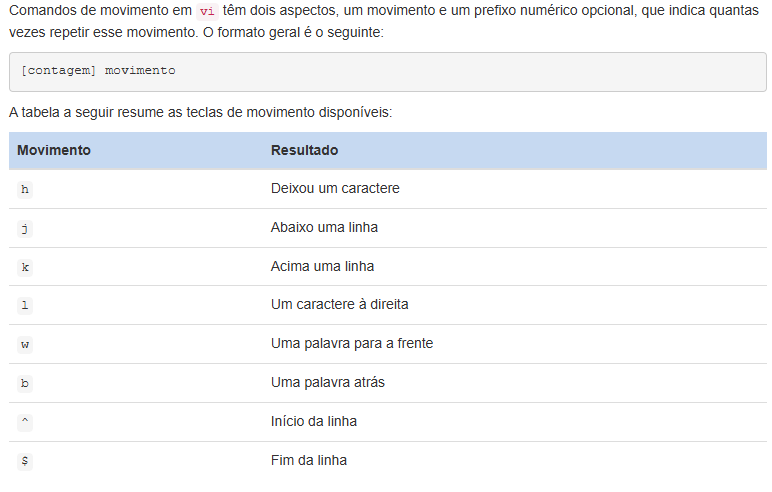 Comandos de movimento em vi têm dois aspectos, um movimento e um prefixo numérico opcional, que indica quantas
vezes repetir esse movimento. O formato geral é o seguinte:
[contagem] movimento
A tabela a seguir resume as teclas de movimento disponíveis:
Movimento Resultado
h Deixou um caractere
j Abaixo uma linha
k Acima uma linha
l Um caractere à direita
w Uma palavra para a frente
b Uma palavra atrás
^ Início da linha
$ Fim da linha